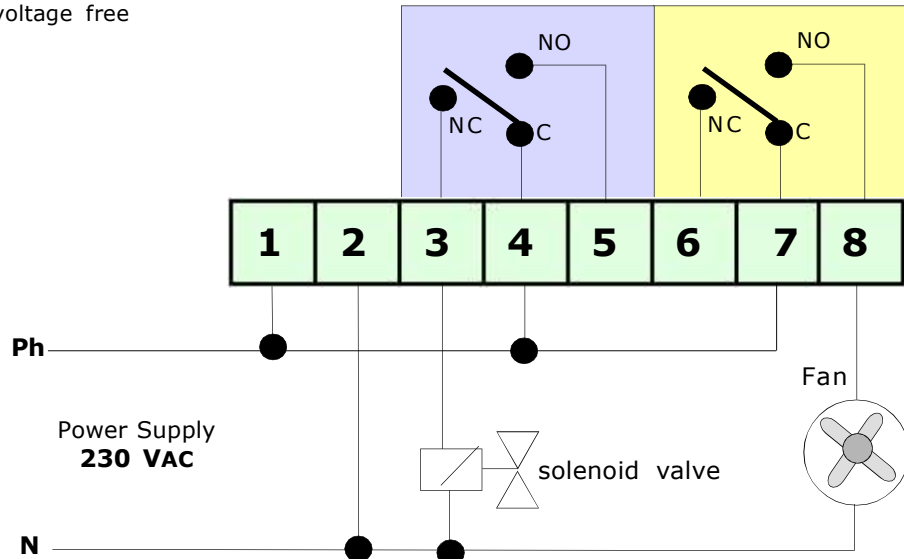 voltage free
NO
NO
NC
C
NC
C
1 2 3 4 5 6 7 8
Ph
Fan
Power Supply
230 VAC
solenoid valve
N